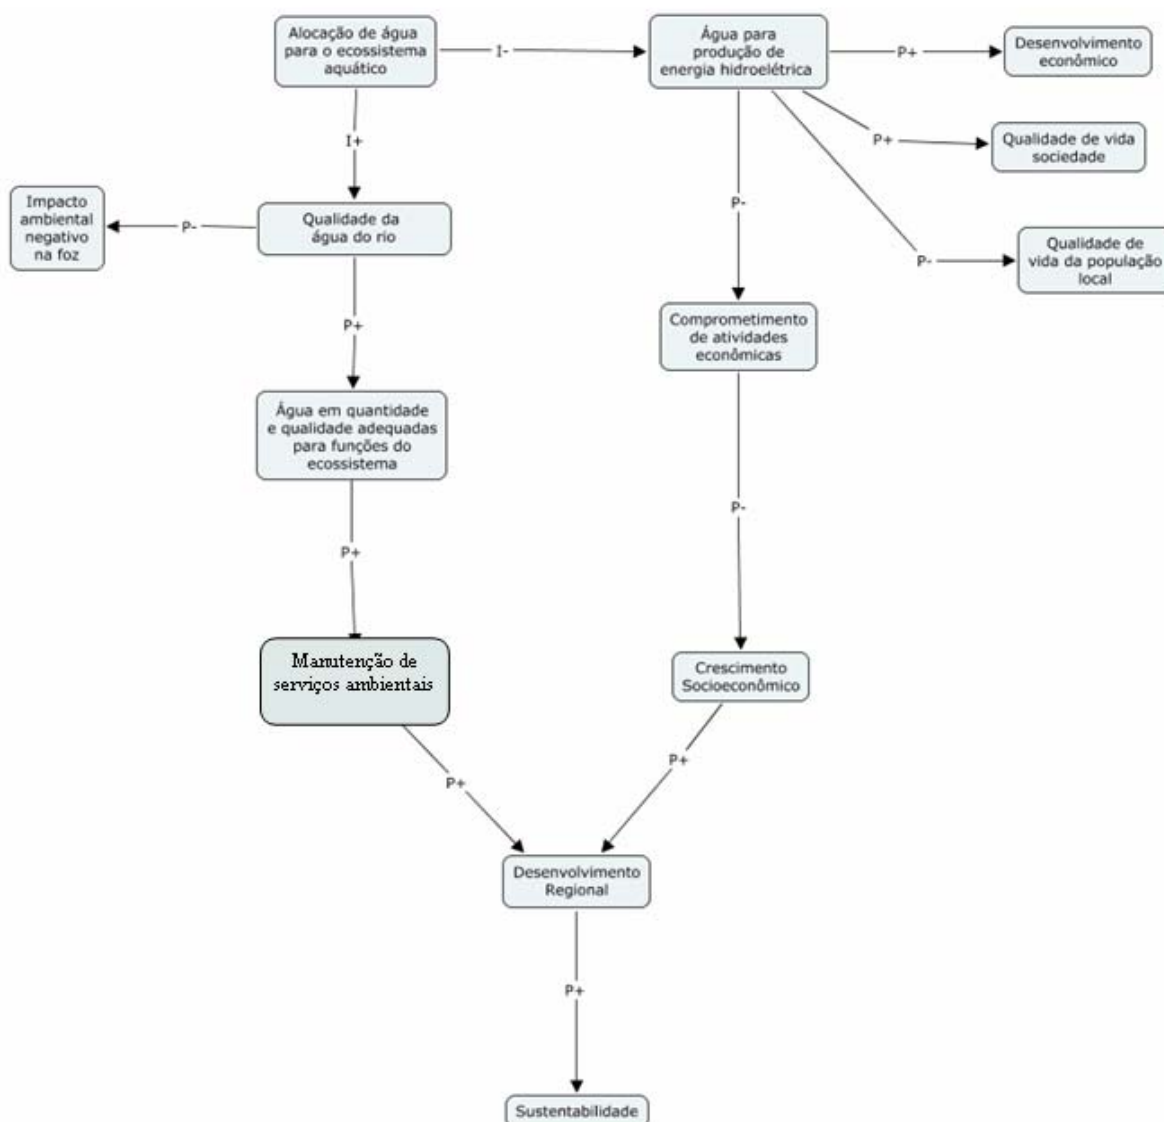 Alocação de água
para o ecossistema
aquático
I-
Água para
produção de
energia hidroelétrica
P+
Desenvolvimento
econômico
I+
P+
Qualidade de vida
sociedade
Impacto
ambiental
negativo
na foz
P-
Qualidade da
água do rio
P-
P-
Qualidade de
vida da população
local
P+
Comprometimento
de atividades
econômicas
Água em quantidade
e qualidade adequadas
para funções do
ecossistema
P-
P+
Manutenção de
serviços ambientais
Crescimento
Socioeconômico
P+
P+
Desenvolvimento
Regional
P+
Sustentabilidade